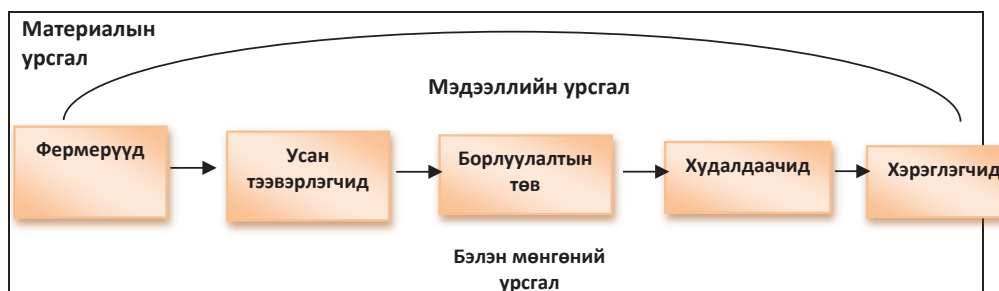 Материалын
урсгал
Мэдээллийн урсгал
Фермерүүд
Усан
тээвэрлэгчид
Борлуулалтын
төв
Худалдаачид
Хэрэглэгчид
Бэлэн мөнгөний
урсгал